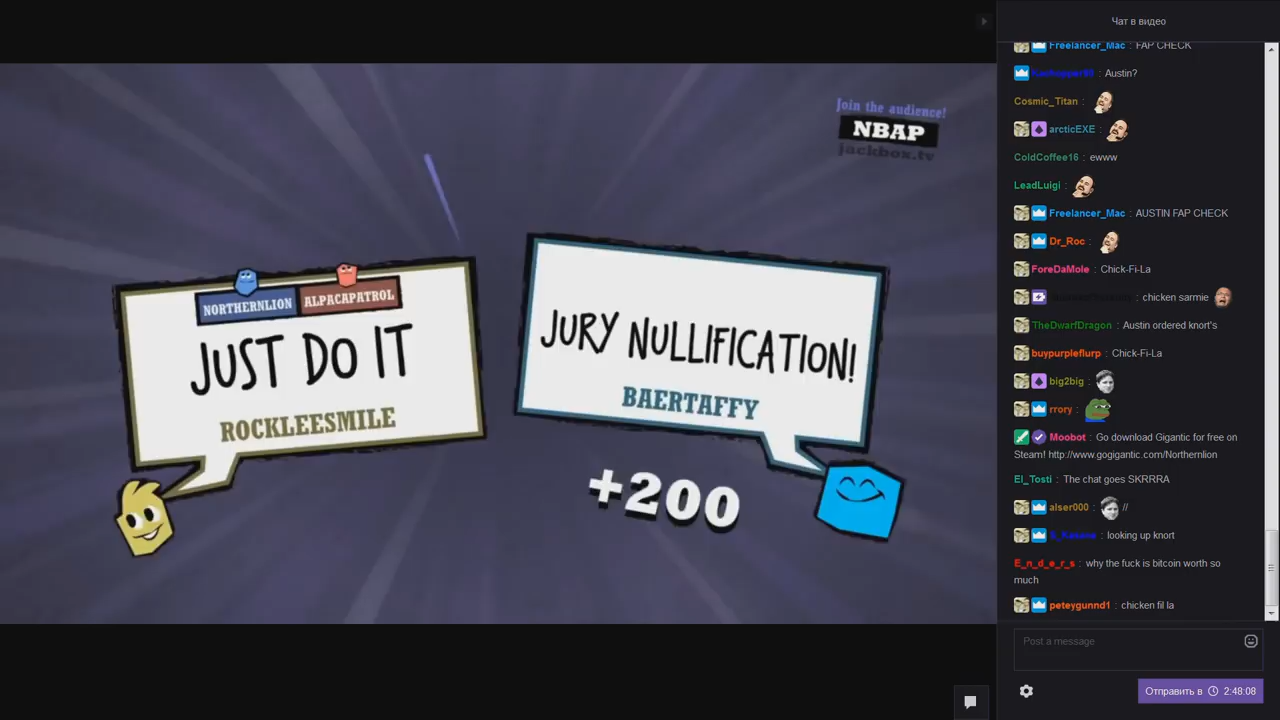 Join the audience!
NBAP
jackbox.tv
NORTHERNLION ALPACAPATROL
JUST DO IT
ROCKLEESMILE
JURY NULLIFICATION!
BAERTAFFY
+200
Чат в видео
Freelancer_Mac : FAP CHECK
: Austin?
Cosmic_Titan :
arcticEXE :
ColdCoffee16 : ewww
LeadLuigi :
Freelancer_Mac : AUSTIN FAP CHECK
Dr_Roc :
ForeDaMole : Chick-Fi-La
: chicken sarmie
TheDwarfDragon : Austin ordered knort's
buypurpleflurp : Chick-Fi-La
big2big :
rrory :
Moobot : Go download Gigantic for free on
Steam! http://www.gogigantic.com/Northernlion
El_Tosti : The chat goes SKRRRA
alser000 : //
: looking up knort
E_n_d_e_r_s : why the fuck is bitcoin worth so
much
peteygunnd1 : chicken fil la
Post a message
Отправить в 2:48:08